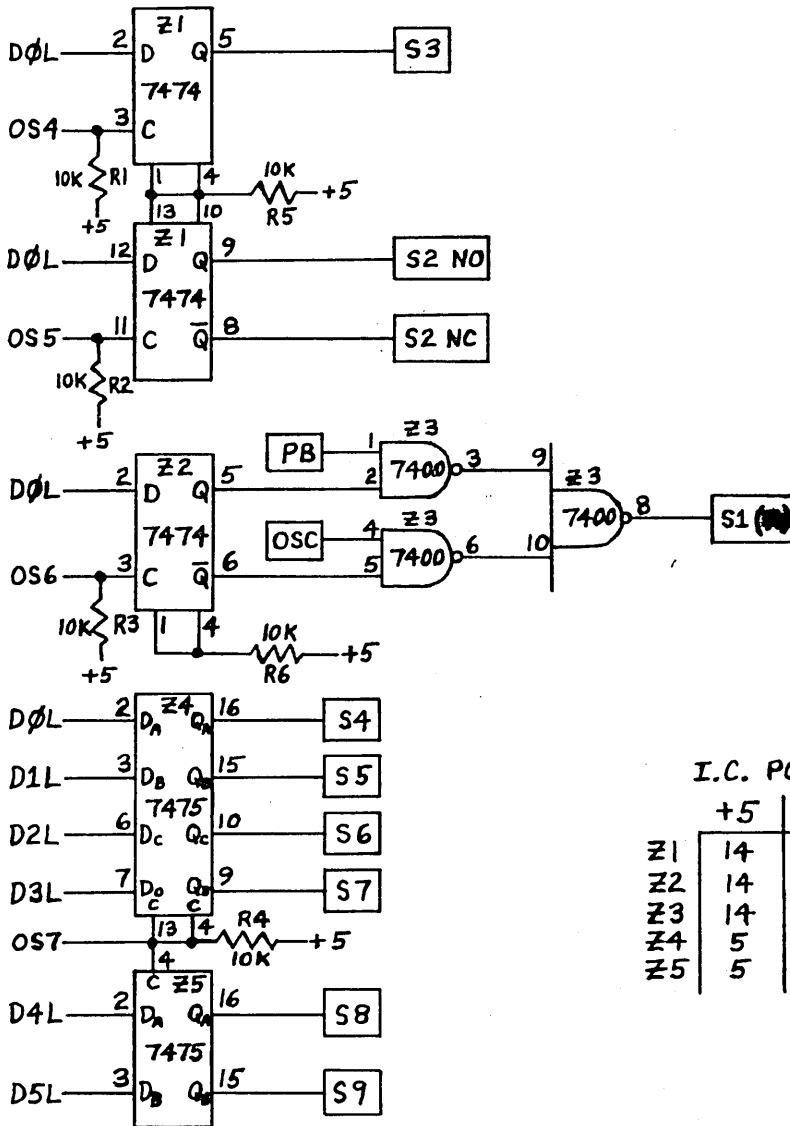 Z1
DØL 2 D Q 5 S3
7474
OS4 3 C
10K R1 1 4 10K +5
+5 13 10 R5
Z1
DØL 12 D Q 9 S2 NO
7474
OS5 11 C Q̅ 8 S2 NC
10K R2
+5
PB 1 Z3
Z2 7400 3 9 Z3
DØL 2 D Q 5 2
7474 OSC 4 Z3 7400 8 S1
OS6 3 C Q̅ 6 5 7400 6 10
10K R3 1 4 10K +5
+5 R6
Z4
DØL 2 DA QA 16 S4
D1L 3 DB QB 15 S5
7475
D2L 6 DC QC 10 S6
D3L 7 DD 9 S7
C C
OS7 13 4 R4 +5
4 10K
C Z5
D4L 2 DA QA 16 S8
7475
D5L 3 DB QB 15 S9
I.C. PO
+5
Z1 14
Z2 14
Z3 14
Z4 5
Z5 5